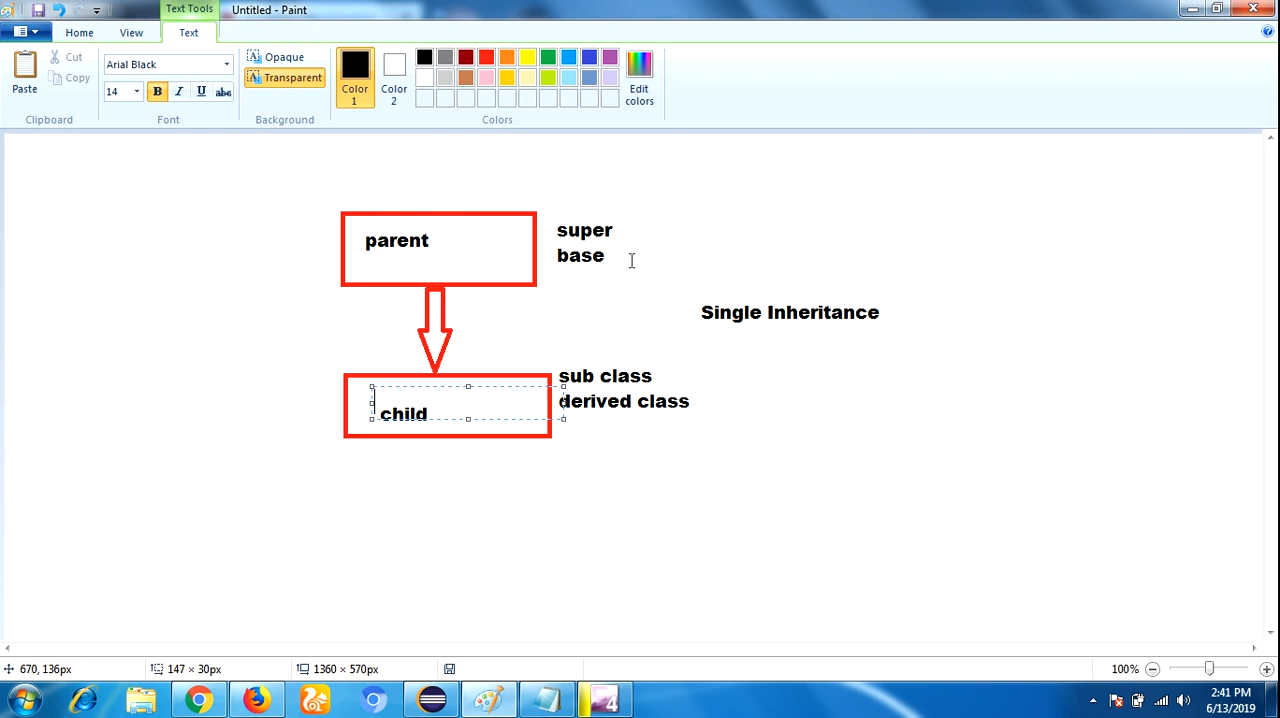 Text Tools
Untitled - Paint
Home
View
Text
Paste
Cut
Copy
Clipboard
Arial Black
14
B
I
U
abc
Font
Opaque
Transparent
Background
Color 1
Color 2
Edit colors
Colors
parent
super
base
Single Inheritance
child
sub class
derived class
670, 136px
147 × 30px
1360 × 570px
100%
4
2:41 PM
6/13/2019